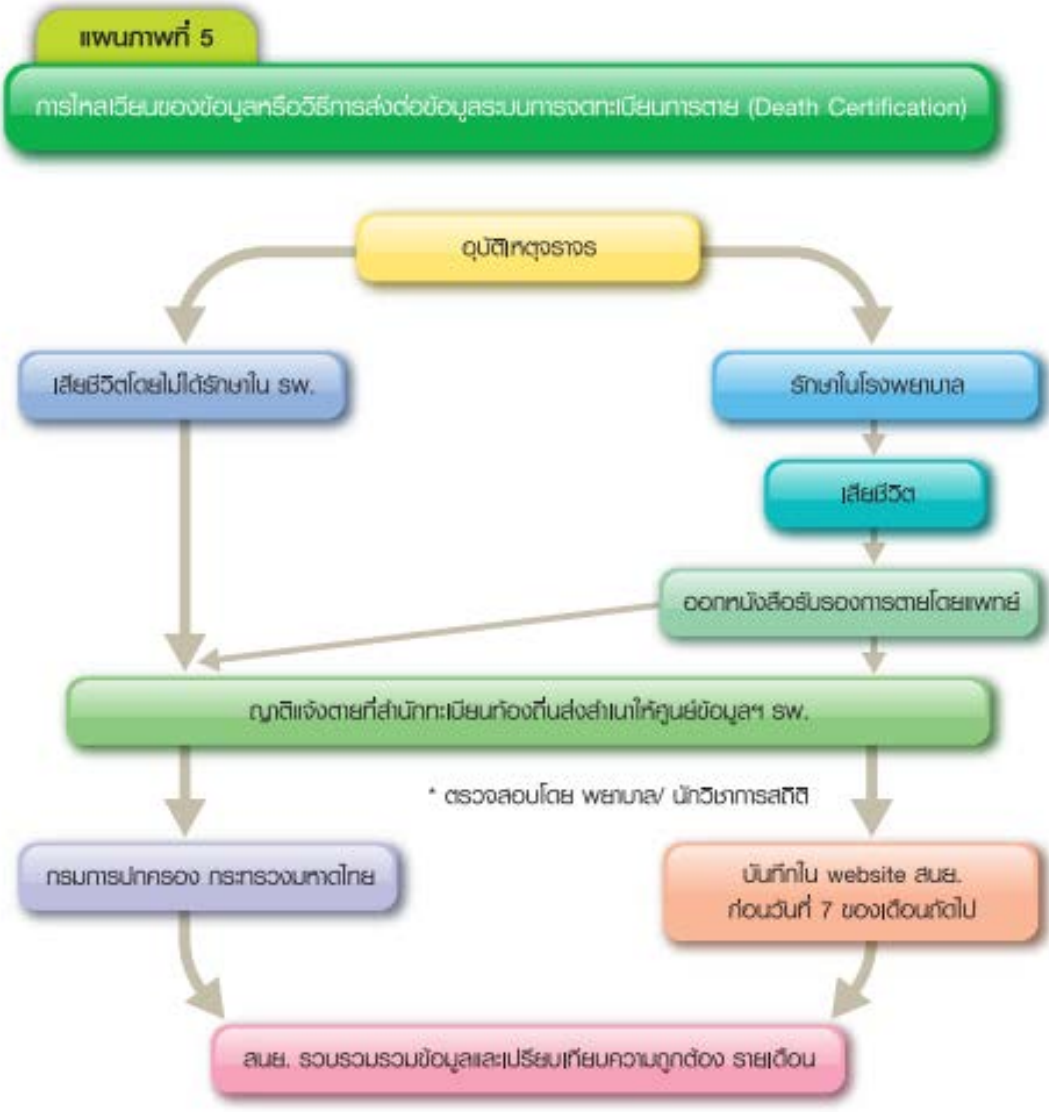 แผนภาพที่ 5
การไหลเวียนของข้อมูลหรือวิธีการส่งต่อข้อมูลระบบการจดทะเบียนการตาย (Death Certification)
อุบัติเหตุจราจร
เสียชีวิตโดยไม่ได้รักษาใน รพ.
รักษาในโรงพยาบาล
เสียชีวิต
ออกหนังสือรับรองการตายโดยแพทย์
ญาติแจ้งตายที่สำนักทะเบียนท้องถิ่นส่งสำเนาให้ศูนย์ข้อมูลฯ รพ.
* ตรวจสอบโดย พยาบาล/ นักวิชาการสถิติ
กรมการปกครอง กระทรวงมหาดไทย
บันทึกใน website สนย.
ก่อนวันที่ 7 ของเดือนถัดไป
สนย. รวบรวมรวมข้อมูลและเปรียบเทียบความถูกต้อง รายเดือน